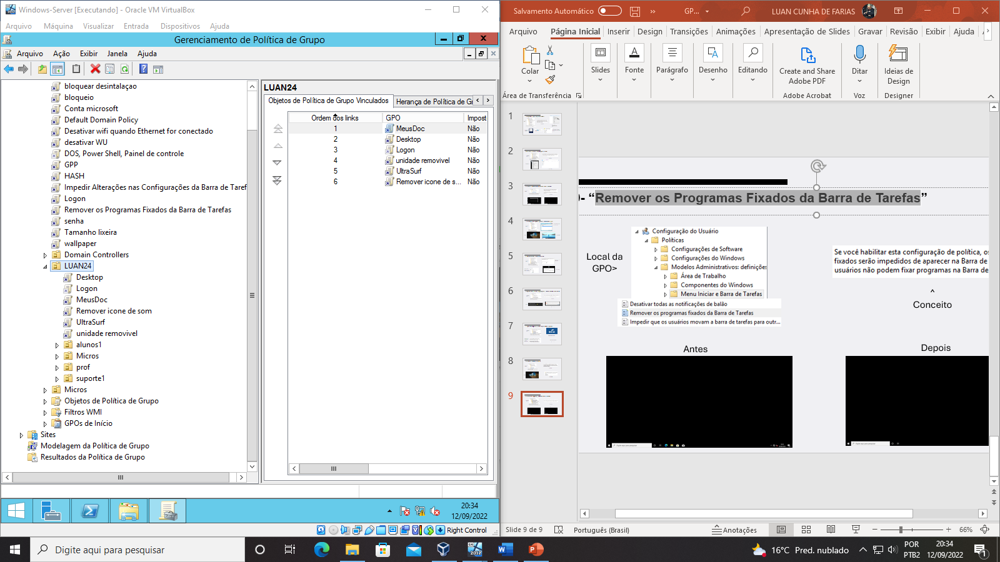 Windows-Server [Executando] - Oracle VM VirtualBox
Arquivo Máquina Visualizar Entrada Dispositivos Ajuda
Gerenciamento de Política de Grupo
Arquivo Ação Exibir Janela Ajuda
bloquear desintalaçao
bloqueio
Conta microsoft
Default Domain Policy
Desativar wifi quando Ethernet for conectado
desativar WU
DOS, Power Shell, Painel de controle
GPP
HASH
Impedir Alterações nas Configurações da Barra de Taref
Logon
Remover os Programas Fixados da Barra de Tarefas
senha
Tamanho lixeira
wallpaper
Domain Controllers
LUAN24
Desktop
Logon
MeusDoc
Remover icone de som
UltraSurf
unidade removivel
alunos1
Micros
prof
suporte1
Micros
Objetos de Política de Grupo
Filtros WMI
GPOs de Início
Sites
Modelagem da Política de Grupo
Resultados da Política de Grupo
LUAN24
Objetos de Política de Grupo Vinculados Herança de Política de G
Ordem dos links GPO Impost
1 MeusDoc Não
2 Desktop Não
3 Logon Não
4 unidade removivel Não
5 UltraSurf Não
6 Remover icone de s... Não
20:34
12/09/2022
Right Control
Salvamento Automático GP... LUAN CUNHA DE FARIAS
Arquivo Página Inicial Inserir Design Transições Animações Apresentação de Slides Gravar Revisão Exibir Ajuda
Colar
Slides
Fonte
Parágrafo
Desenho
Editando
Create and Share
Adobe PDF
Ditar
Ideias de
Design
Área de Transferência Adobe Acrobat Voz Designer
1
2
3
4
5
6
7
8
9
- “Remover os Programas Fixados da Barra de Tarefas”
Local da
GPO>
Configuração do Usuário
Políticas
Configurações de Software
Configurações do Windows
Modelos Administrativos: definições
Área de Trabalho
Componentes do Windows
Menu Iniciar e Barra de Tarefas
Desativar todas as notificações de balão
Remover os programas fixados da Barra de Tarefas
Impedir que os usuários movam a barra de tarefas para outr...
Se você habilitar esta configuração de política, os
fixados serão impedidos de aparecer na Barra de
usuários não podem fixar programas na Barra de
^
Conceito
Antes
Depois
Slide 9 de 9 Português (Brasil) Anotações 66%
Digite aqui para pesquisar
16°C Pred. nublado
POR
PTB2
20:34
12/09/2022
1